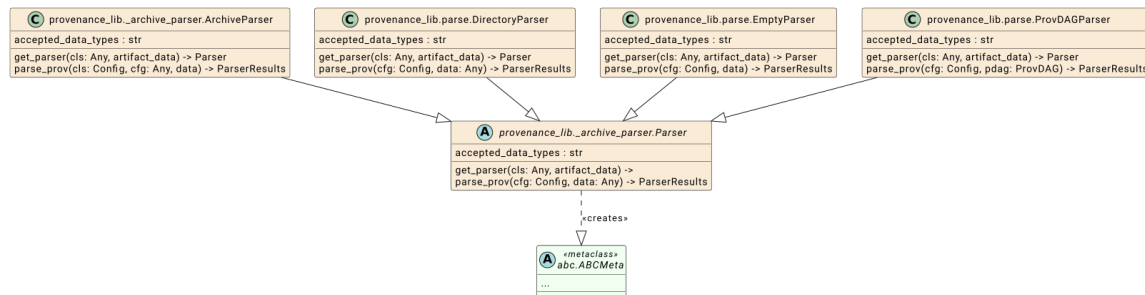 C provenance_lib._archive_parser.ArchiveParser
accepted_data_types : str
get_parser(cls: Any, artifact_data) -> Parser
parse_prov(cls: Config, cfg: Any, data) -> ParserResults
C provenance_lib.parse.DirectoryParser
accepted_data_types : str
get_parser(cls: Any, artifact_data) -> Parser
parse_prov(cfg: Config, data: Any) -> ParserResults
C provenance_lib.parse.EmptyParser
accepted_data_types : str
get_parser(cls: Any, artifact_data) -> Parser
parse_prov(cfg: Config, data) -> ParserResults
C provenance_lib.parse.ProvDAGParser
accepted_data_types : str
get_parser(cls: Any, artifact_data) -> Parser
parse_prov(cfg: Config, pdag: ProvDAG) -> ParserResults
A provenance_lib._archive_parser.Parser
accepted_data_types : str
get_parser(cls: Any, artifact_data) ->
parse_prov(cfg: Config, data: Any) -> ParserResults
«creates»
A «metaclass»
abc.ABCMeta
...